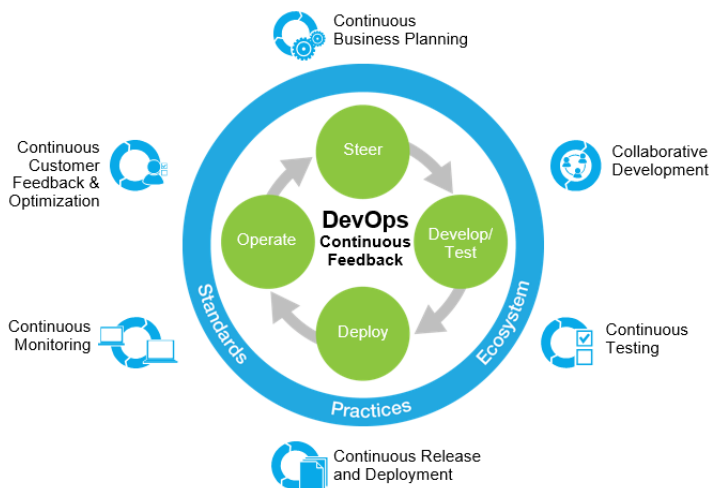 Continuous
Business Planning
Continuous
Customer
Feedback &
Optimization
Collaborative
Development
Steer
DevOps
Continuous
Feedback
Operate
Develop/
Test
Deploy
Standards
Practices
Ecosystem
Continuous
Monitoring
Continuous
Testing
Continuous Release
and Deployment